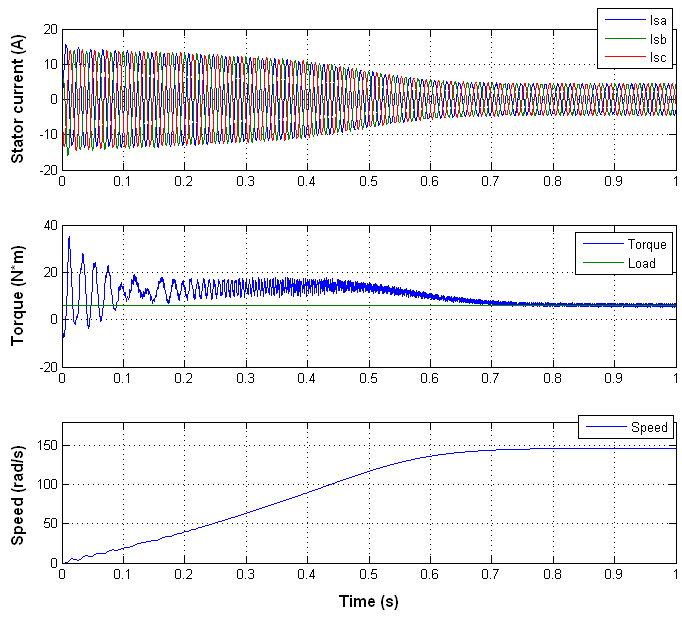 Stator current (A)
20
10
0
-10
-20
Isa
Isb
Isc
0 0.1 0.2 0.3 0.4 0.5 0.6 0.7 0.8 0.9 1
Torque (N*m)
40
20
0
-20
Torque
Load
0 0.1 0.2 0.3 0.4 0.5 0.6 0.7 0.8 0.9 1
Speed (rad/s)
150
100
50
0
Speed
0 0.1 0.2 0.3 0.4 0.5 0.6 0.7 0.8 0.9 1
Time (s)